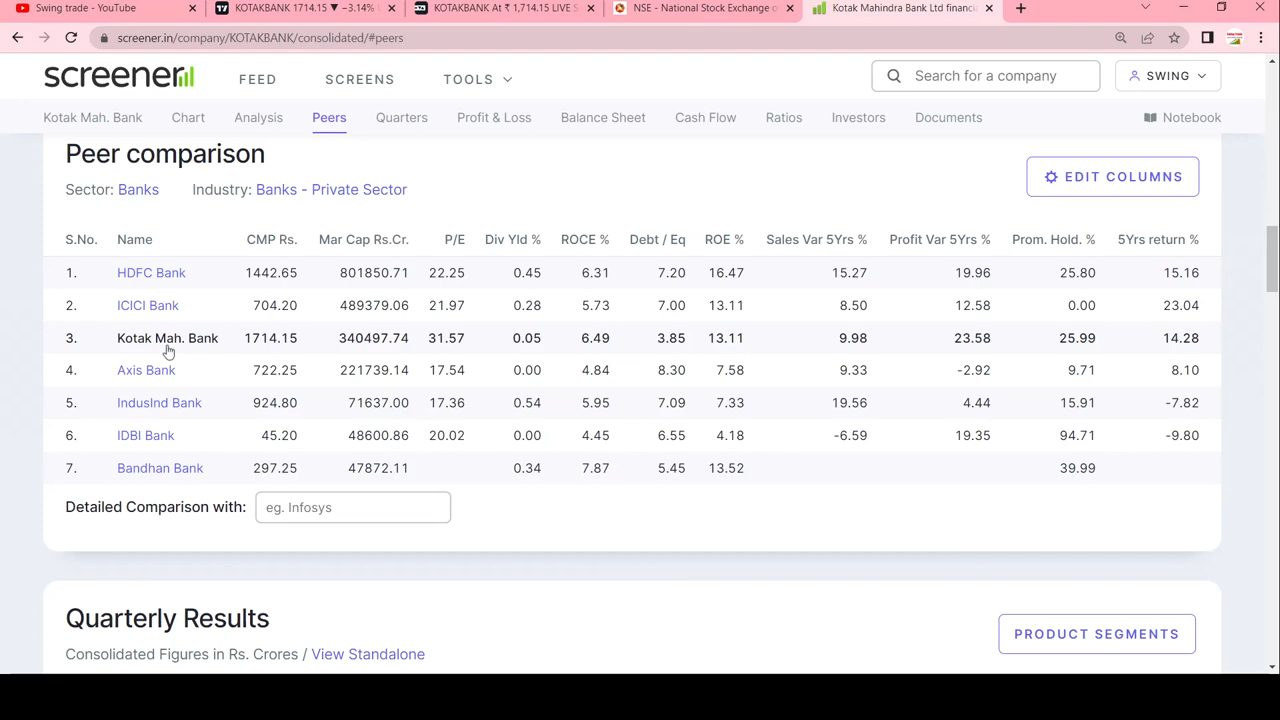 Swing trade - YouTube
KOTAKBANK 1714.15 ▼ −3.14%
KOTAKBANK At ₹ 1,714.15 LIVE S
NSE - National Stock Exchange o
Kotak Mahindra Bank Ltd financi
screener.in/company/KOTAKBANK/consolidated/#peers
screener FEED SCREENS TOOLS Search for a company SWING
Kotak Mah. Bank Chart Analysis Peers Quarters Profit & Loss Balance Sheet Cash Flow Ratios Investors Documents Notebook
Peer comparison
Sector: Banks Industry: Banks - Private Sector
EDIT COLUMNS
S.No. Name CMP Rs. Mar Cap Rs.Cr. P/E Div Yld % ROCE % Debt / Eq ROE % Sales Var 5Yrs % Profit Var 5Yrs % Prom. Hold. % 5Yrs return %
1. HDFC Bank 1442.65 801850.71 22.25 0.45 6.31 7.20 16.47 15.27 19.96 25.80 15.16
2. ICICI Bank 704.20 489379.06 21.97 0.28 5.73 7.00 13.11 8.50 12.58 0.00 23.04
3. Kotak Mah. Bank 1714.15 340497.74 31.57 0.05 6.49 3.85 13.11 9.98 23.58 25.99 14.28
4. Axis Bank 722.25 221739.14 17.54 0.00 4.84 8.30 7.58 9.33 -2.92 9.71 8.10
5. IndusInd Bank 924.80 71637.00 17.36 0.54 5.95 7.09 7.33 19.56 4.44 15.91 -7.82
6. IDBI Bank 45.20 48600.86 20.02 0.00 4.45 6.55 4.18 -6.59 19.35 94.71 -9.80
7. Bandhan Bank 297.25 47872.11 0.34 7.87 5.45 13.52 39.99
Detailed Comparison with: eg. Infosys
Quarterly Results
PRODUCT SEGMENTS
Consolidated Figures in Rs. Crores / View Standalone